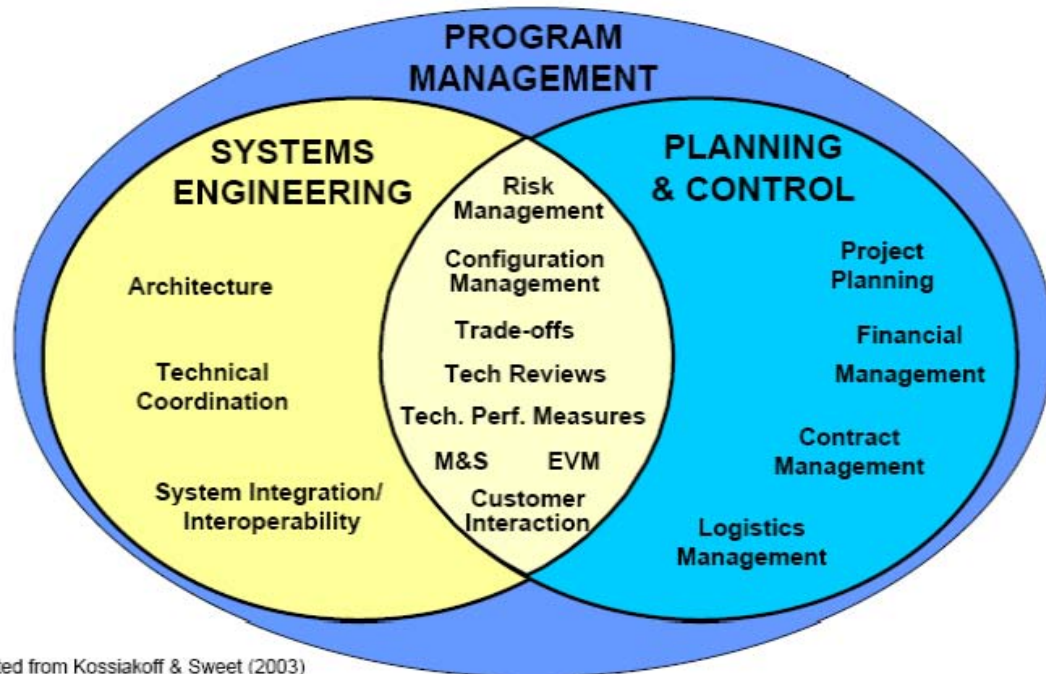 PROGRAM
MANAGEMENT
SYSTEMS
ENGINEERING
Architecture
Technical
Coordination
System Integration/
Interoperability
Risk
Management
Configuration
Management
Trade-offs
Tech Reviews
Tech. Perf. Measures
M&S EVM
Customer
Interaction
PLANNING
& CONTROL
Project
Planning
Financial
Management
Contract
Management
Logistics
Management
from Kossiakoff & Sweet (2003)